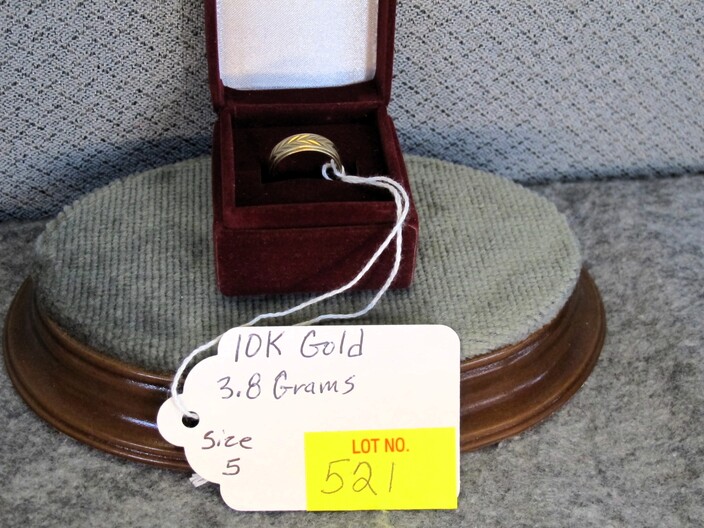 10K Gold
3.8 Grams
Size
5
LOT NO.
521